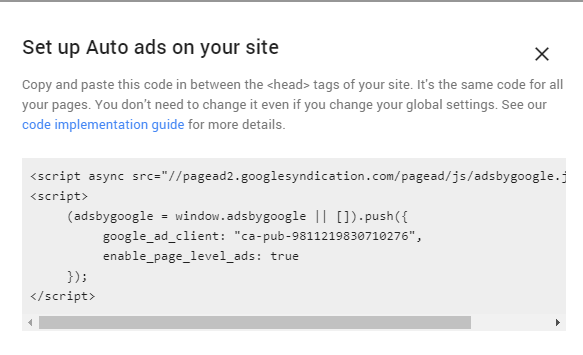 Set up Auto ads on your site
Copy and paste this code in between the <head> tags of your site. It's the same code for all
your pages. You don't need to change it even if you change your global settings. See our
code implementation guide for more details.
<script async src="//pagead2.googlesyndication.com/pagead/js/adsbygoogle.j
<script>
     (adsbygoogle = window.adsbygoogle || []).push({
          google_ad_client: "ca-pub-9811219830710276",
          enable_page_level_ads: true
     });
</script>